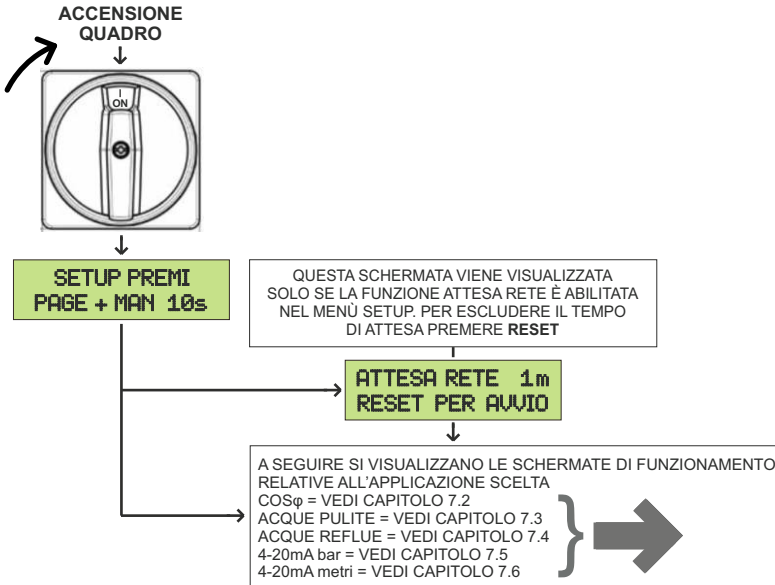 ACCENSIONE
QUADRO
I
ON
SETUP PREMI
PAGE + MAN 10s
QUESTA SCHERMATA VIENE VISUALIZZATA
SOLO SE LA FUNZIONE ATTESA RETE È ABILITATA
NEL MENÙ SETUP. PER ESCLUDERE IL TEMPO
DI ATTESA PREMERE RESET
ATTESA RETE 1m
RESET PER AVVIO
A SEGUIRE SI VISUALIZZANO LE SCHERMATE DI FUNZIONAMENTO
RELATIVE ALL'APPLICAZIONE SCELTA
COSφ = VEDI CAPITOLO 7.2
ACQUE PULITE = VEDI CAPITOLO 7.3
ACQUE REFLUE = VEDI CAPITOLO 7.4
4-20mA bar = VEDI CAPITOLO 7.5
4-20mA metri = VEDI CAPITOLO 7.6